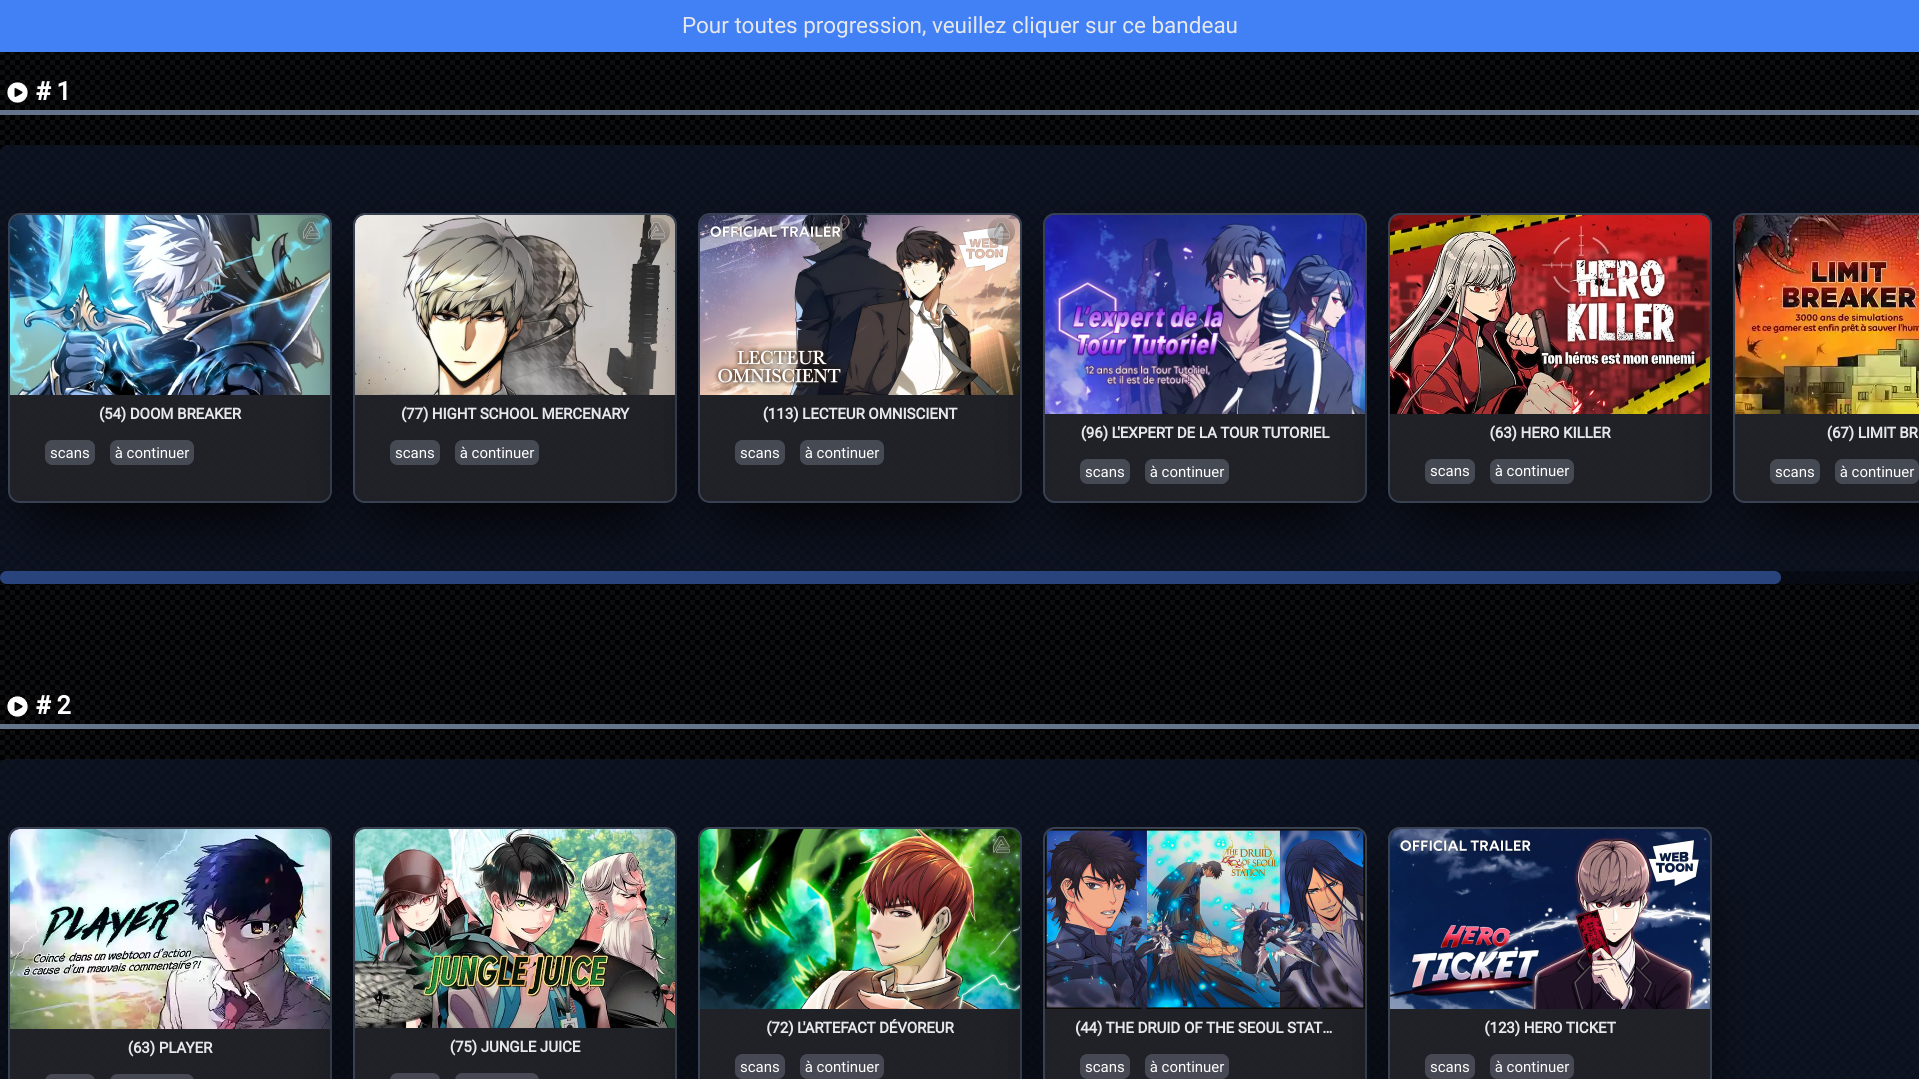 Pour toutes progression, veuillez cliquer sur ce bandeau
# 1
OFFICIAL TRAILER
WEB
TOON
LECTEUR
OMNISCIENT
L'expert de la
Tour Tutoriel
12 ans dans la Tour Tutoriel,
et il est de retour!
HERO
KILLER
Ton héros est mon ennemi
LIMIT
BREAKER
3000 ans de simulations
et ce gamer est enfin prêt à sauver l'hum
(54) DOOM BREAKER
scans à continuer
(77) HIGHT SCHOOL MERCENARY
scans à continuer
(113) LECTEUR OMNISCIENT
scans à continuer
(96) L'EXPERT DE LA TOUR TUTORIEL
scans à continuer
(63) HERO KILLER
scans à continuer
(67) LIMIT BR
scans à continuer
# 2
PLAYER
Coincé dans un webtoon d'action
à cause d'un mauvais commentaire?!
JUNGLE JUICE
THE DRUID
OF SEOUL
STATION
OFFICIAL TRAILER
WEB
TOON
HERO
TICKET
(63) PLAYER
(75) JUNGLE JUICE
(72) L'ARTEFACT DÉVOREUR
scans à continuer
(44) THE DRUID OF THE SEOUL STAT...
scans à continuer
(123) HERO TICKET
scans à continuer